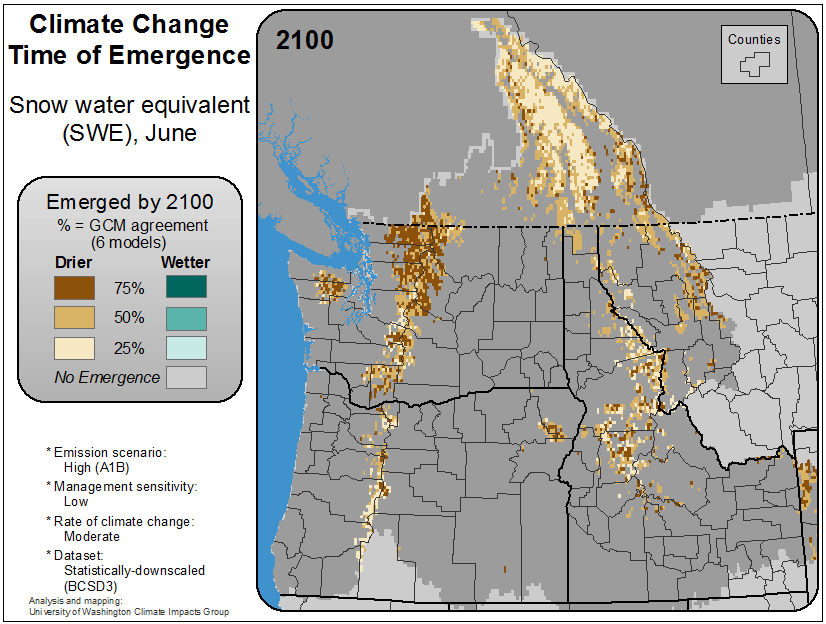 Climate Change
Time of Emergence
Snow water equivalent
(SWE), June
Emerged by 2100
% = GCM agreement
(6 models)
Drier Wetter
75%
50%
25%
No Emergence
* Emission scenario:
High (A1B)
* Management sensitivity:
Low
* Rate of climate change:
Moderate
* Dataset:
Statistically-downscaled
(BCSD3)
Analysis and mapping:
University of Washington Climate Impacts Group
2100
Counties